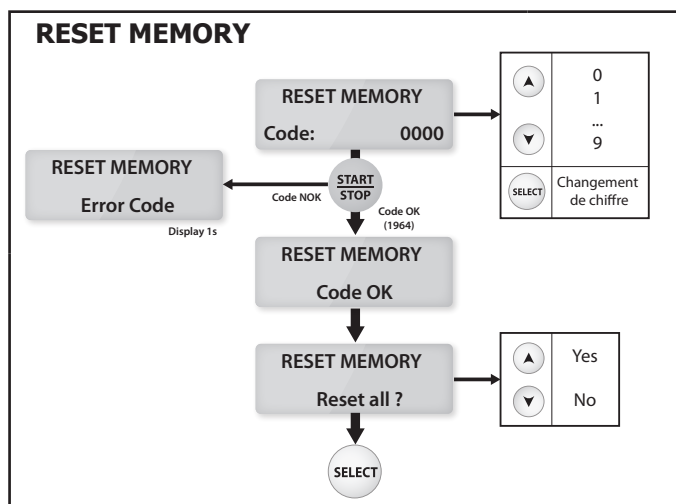 RESET MEMORY
RESET MEMORY
Code: 0000
0
1
...
9
SELECT
Changement
de chiffre
START
STOP
Code NOK
RESET MEMORY
Error Code
Display 1s
Code OK
(1964)
RESET MEMORY
Code OK
RESET MEMORY
Reset all ?
Yes
No
SELECT